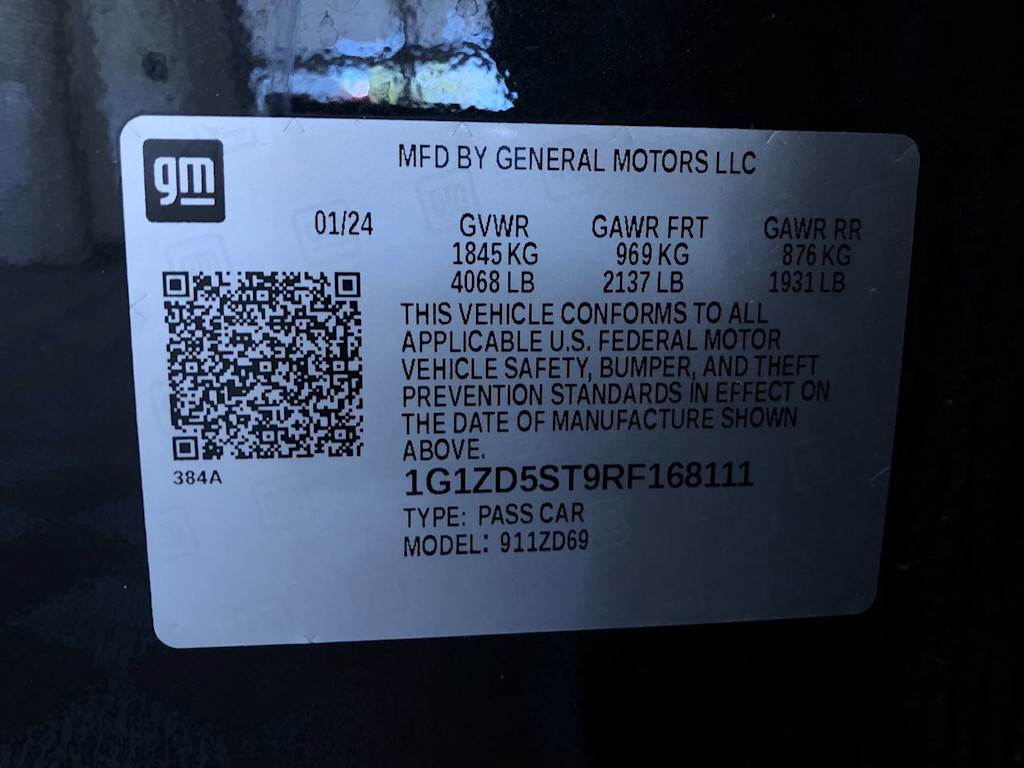 gm
MFD BY GENERAL MOTORS LLC
01/24 GVWR GAWR FRT GAWR RR
1845 KG 969 KG 876 KG
4068 LB 2137 LB 1931 LB
THIS VEHICLE CONFORMS TO ALL
APPLICABLE U.S. FEDERAL MOTOR
VEHICLE SAFETY, BUMPER, AND THEFT
PREVENTION STANDARDS IN EFFECT ON
THE DATE OF MANUFACTURE SHOWN
ABOVE.
384A
1G1ZD5ST9RF168111
TYPE: PASS CAR
MODEL: 911ZD69